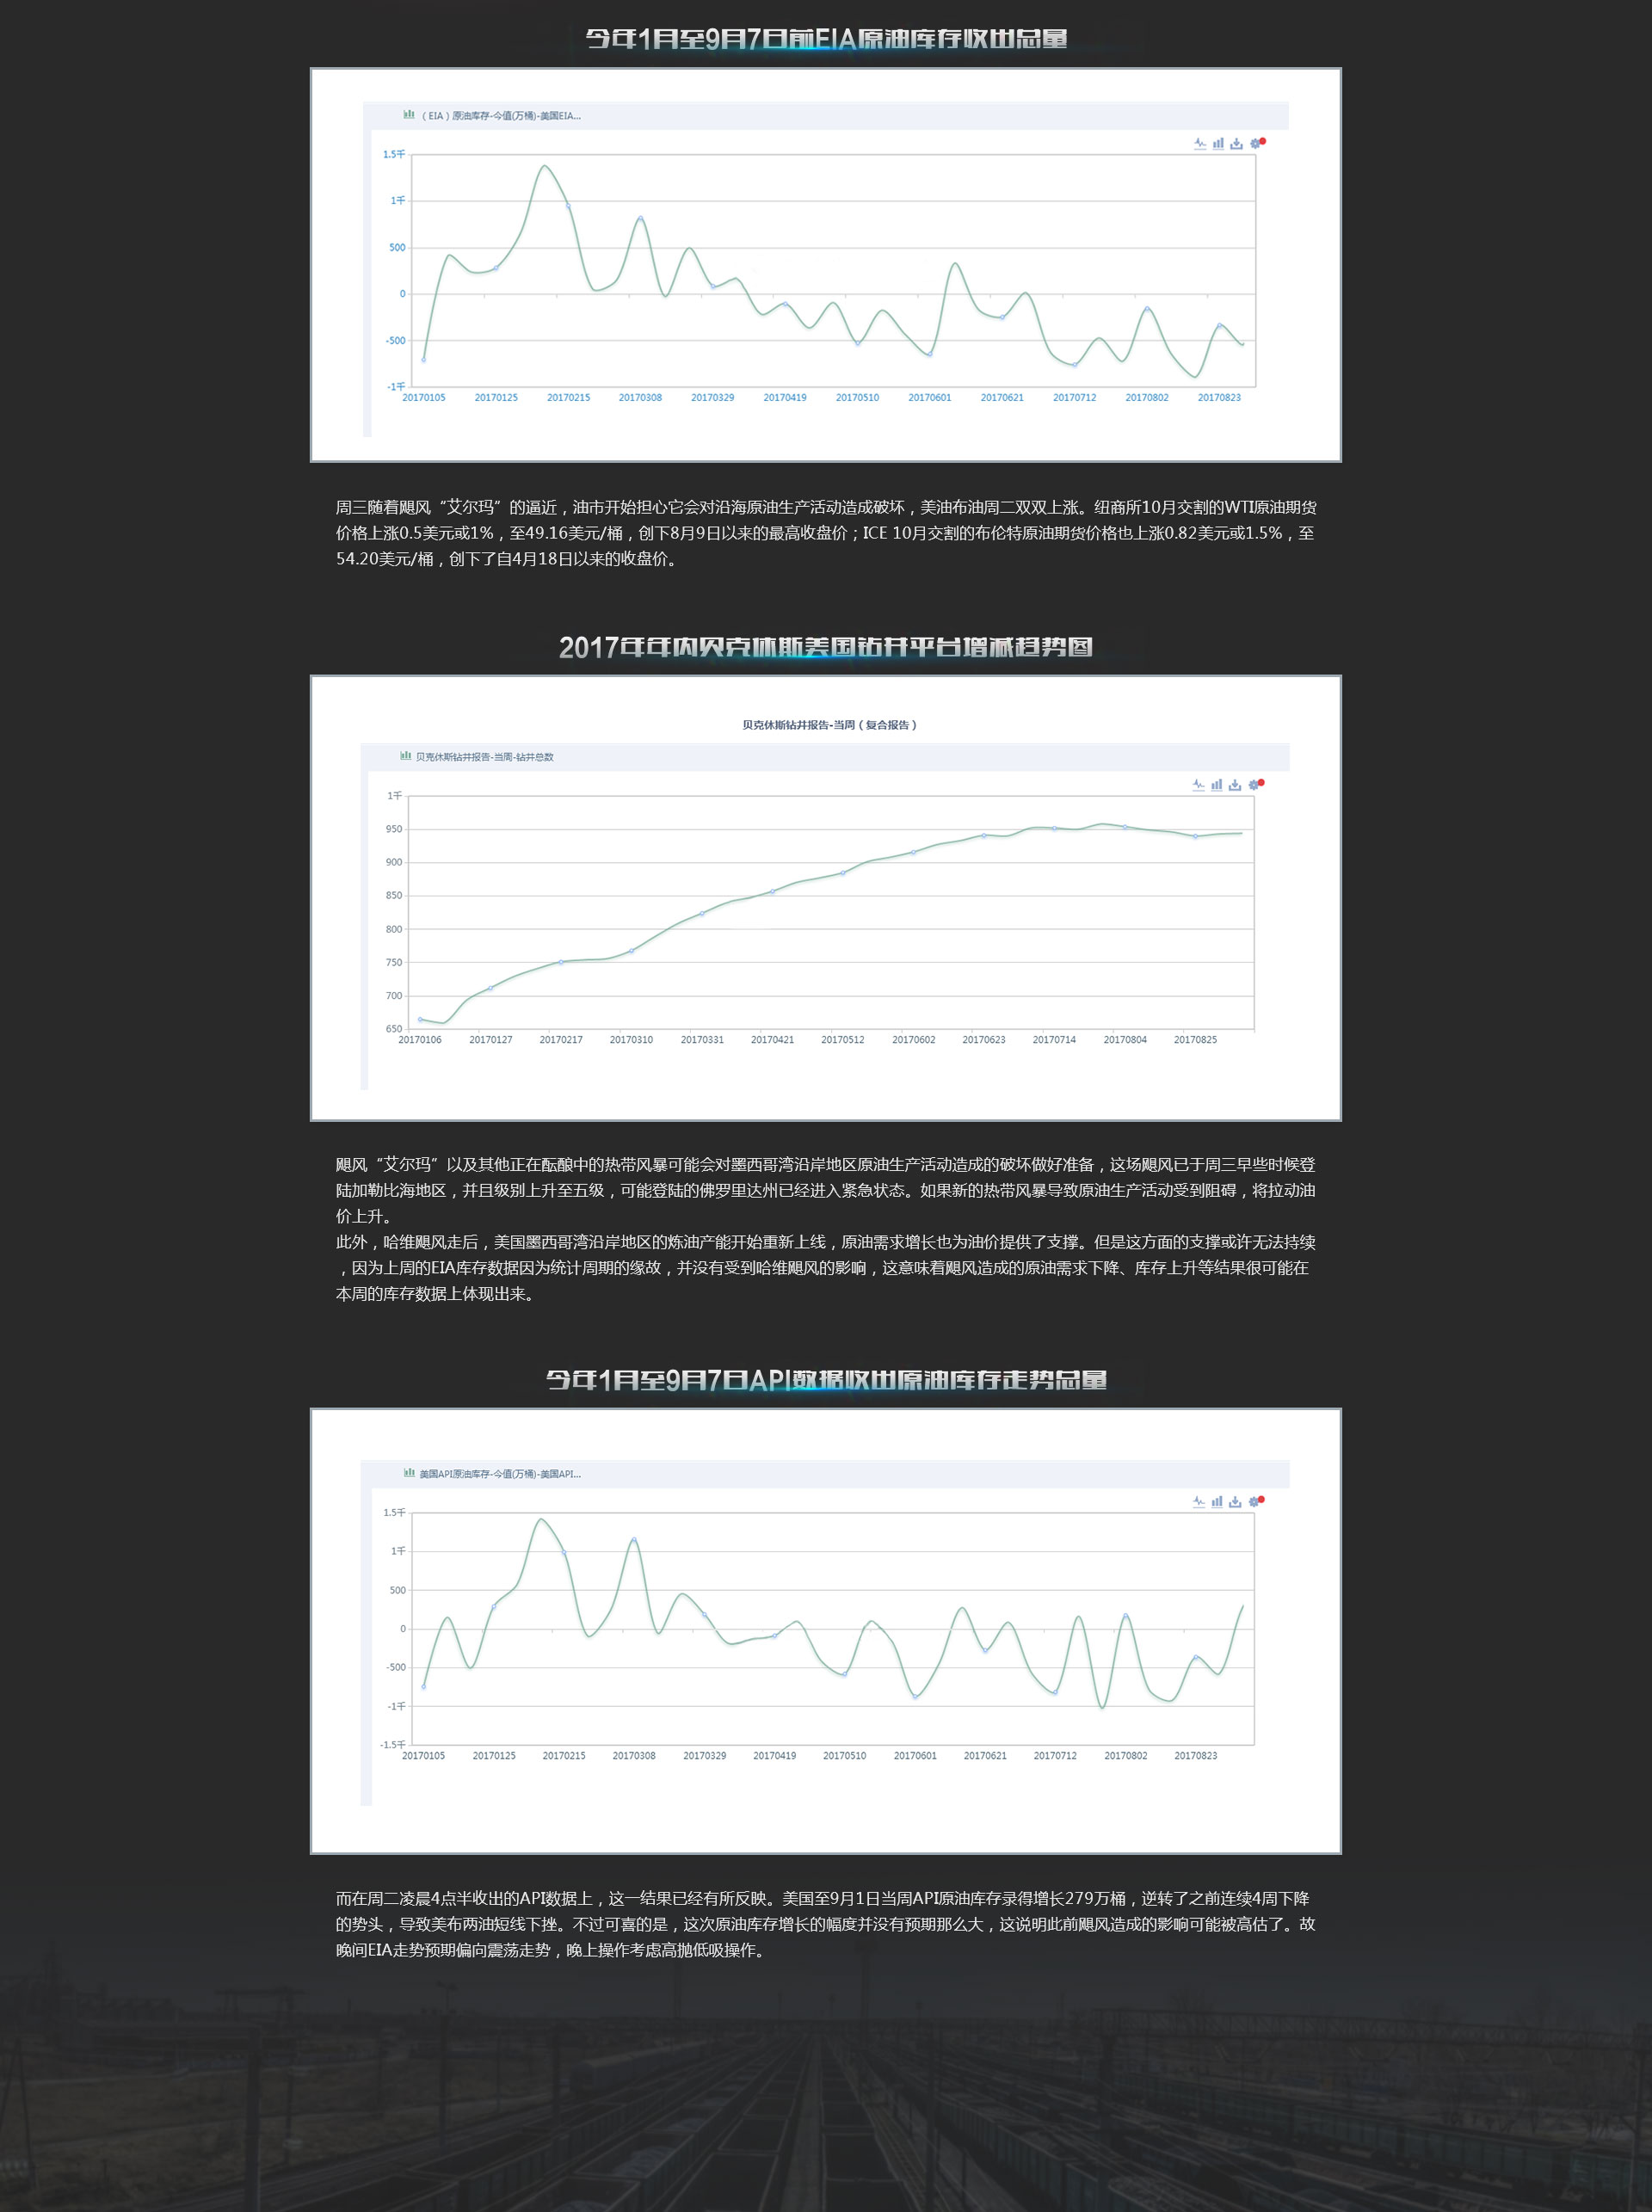 今年1月至9月7日前EIA原油库存收出总量
（EIA）原油库存-今值(万桶)-美国EIA...
1.5千
1千
500
0
-500
-1千
20170105 20170125 20170215 20170308 20170329 20170419 20170510 20170601 20170621 20170712 20170802 20170823
周三随着飓风“艾尔玛”的逼近，油市开始担心它会对沿海原油生产活动造成破坏，美油布油周二双双上涨。纽商所10月交割的WTI原油期货
价格上涨0.5美元或1%，至49.16美元/桶，创下8月9日以来的最高收盘价；ICE 10月交割的布伦特原油期货价格也上涨0.82美元或1.5%，至
54.20美元/桶，创下了自4月18日以来的收盘价。
2017年年内贝克休斯美国钻井平台增减趋势图
贝克休斯钻井报告-当周（复合报告）
贝克休斯钻井报告-当周-钻井总数
1千
950
900
850
800
750
700
650
20170106 20170127 20170217 20170310 20170331 20170421 20170512 20170602 20170623 20170714 20170804 20170825
飓风“艾尔玛”以及其他正在酝酿中的热带风暴可能会对墨西哥湾沿岸地区原油生产活动造成的破坏做好准备，这场飓风已于周三早些时候登
陆加勒比海地区，并且级别上升至五级，可能登陆的佛罗里达州已经进入紧急状态。如果新的热带风暴导致原油生产活动受到阻碍，将拉动油
价上升。
此外，哈维飓风走后，美国墨西哥湾沿岸地区的炼油产能开始重新上线，原油需求增长也为油价提供了支撑。但是这方面的支撑或许无法持续
，因为上周的EIA库存数据因为统计周期的缘故，并没有受到哈维飓风的影响，这意味着飓风造成的原油需求下降、库存上升等结果很可能在
本周的库存数据上体现出来。
今年1月至9月7日API数据收出原油库存走势总量
美国API原油库存-今值(万桶)-美国API...
1.5千
1千
500
0
-500
-1千
-1.5千
20170105 20170125 20170215 20170308 20170329 20170419 20170510 20170601 20170621 20170712 20170802 20170823
而在周二凌晨4点半收出的API数据上，这一结果已经有所反映。美国至9月1日当周API原油库存录得增长279万桶，逆转了之前连续4周下降
的势头，导致美布两油短线下挫。不过可喜的是，这次原油库存增长的幅度并没有预期那么大，这说明此前飓风造成的影响可能被高估了。故
晚间EIA走势预期偏向震荡走势，晚上操作考虑高抛低吸操作。